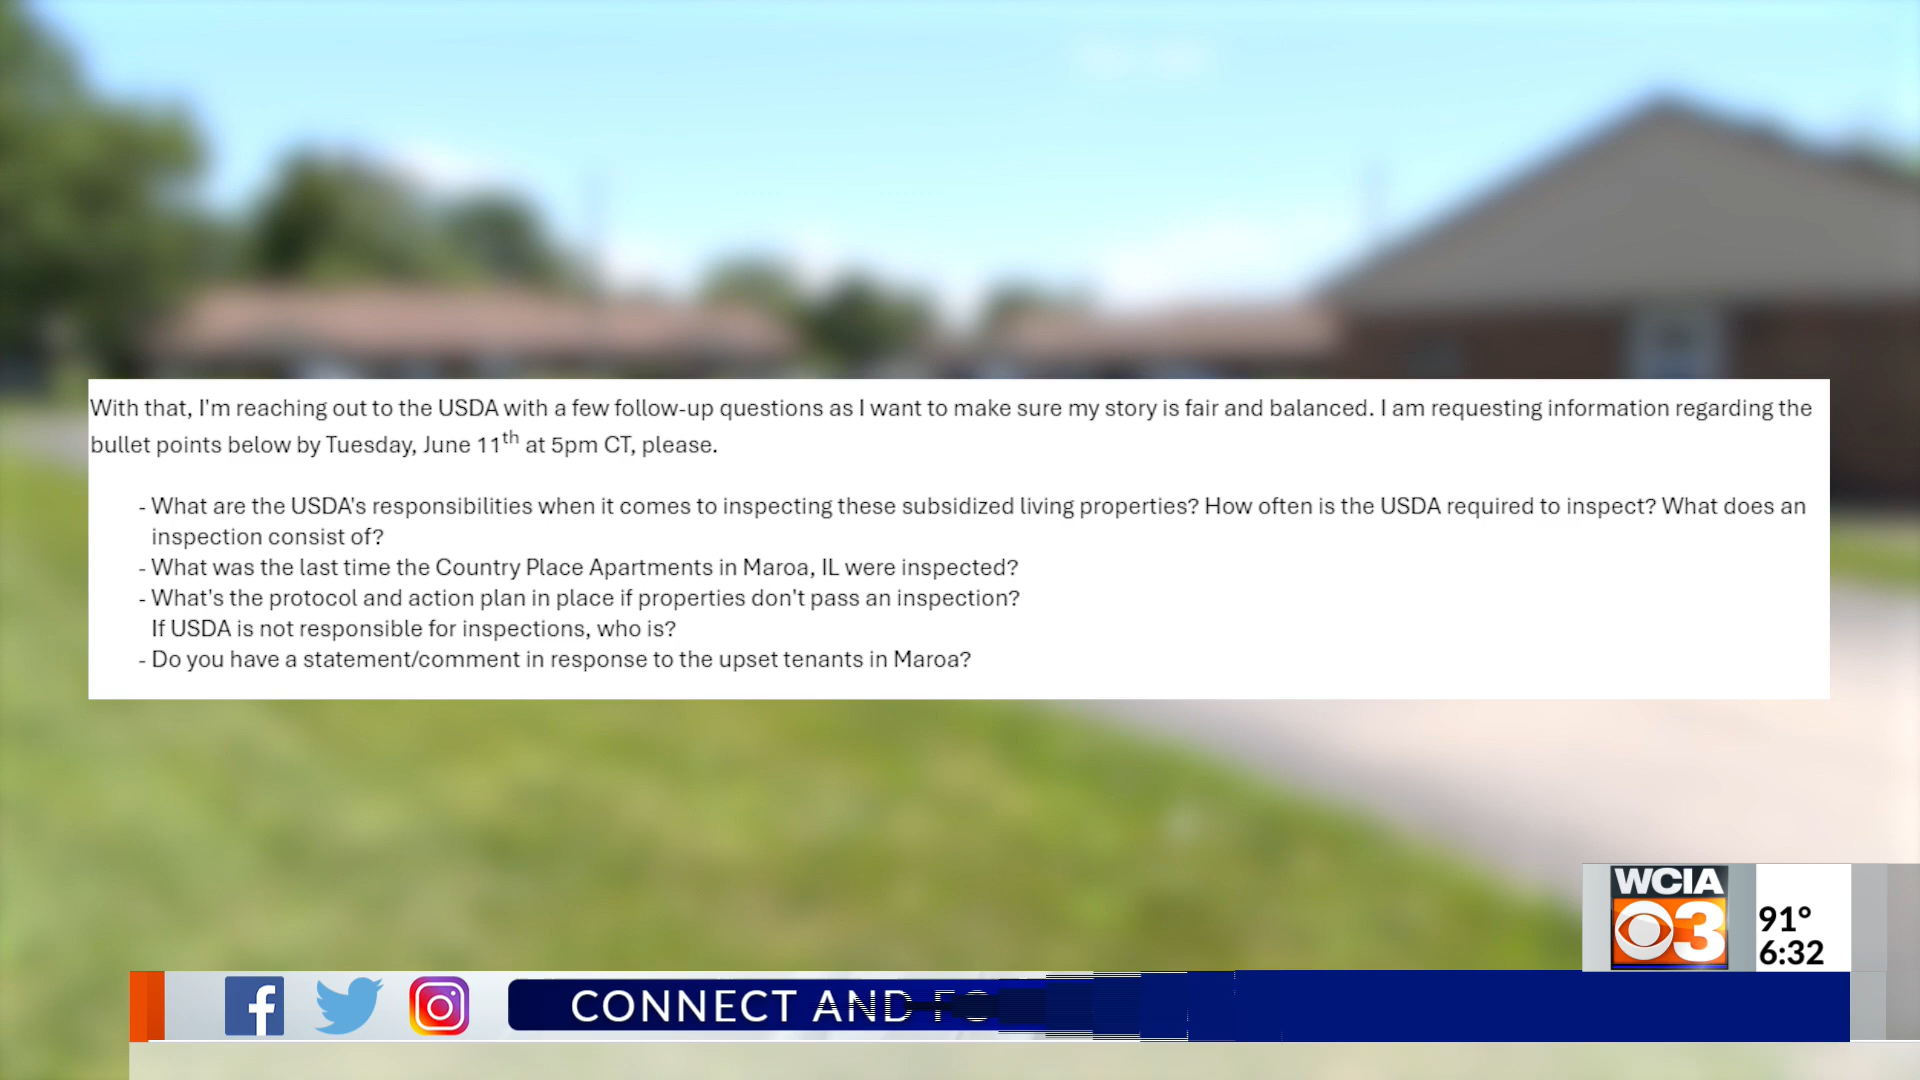 With that, I'm reaching out to the USDA with a few follow-up questions as I want to make sure my story is fair and balanced. I am requesting information regarding the
bullet points below by Tuesday, June 11th at 5pm CT, please.
- What are the USDA's responsibilities when it comes to inspecting these subsidized living properties? How often is the USDA required to inspect? What does an
inspection consist of?
- What was the last time the Country Place Apartments in Maroa, IL were inspected?
- What's the protocol and action plan in place if properties don't pass an inspection?
If USDA is not responsible for inspections, who is?
- Do you have a statement/comment in response to the upset tenants in Maroa?
WCIA
3
91°
6:32
CONNECT AND